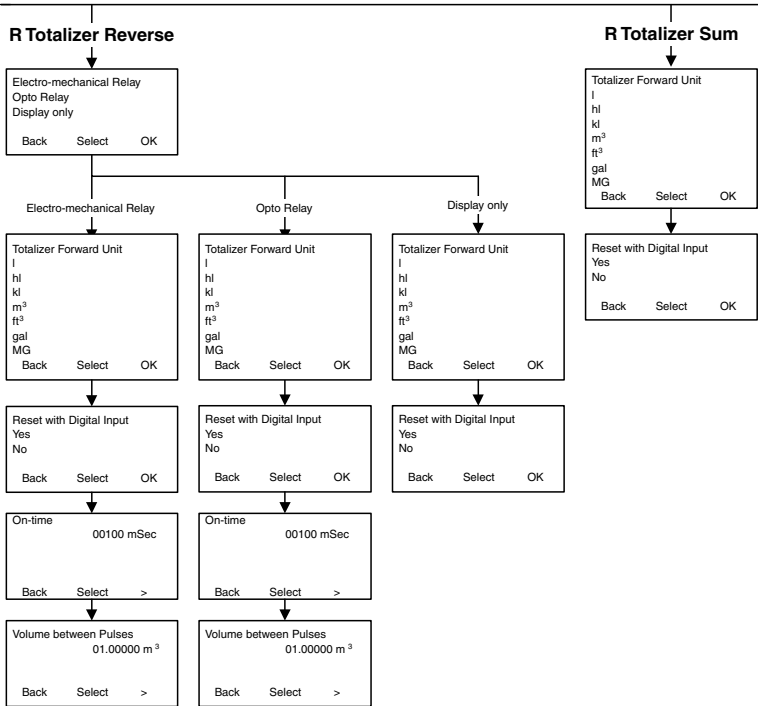 R Totalizer Reverse
Electro-mechanical Relay
Opto Relay
Display only
Back Select OK
Electro-mechanical Relay
Totalizer Forward Unit
l
hl
kl
m³
ft³
gal
MG
Back Select OK
Reset with Digital Input
Yes
No
Back Select OK
On-time
00100 mSec
Back Select >
Volume between Pulses
01.00000 m ³
Back Select >
Opto Relay
Totalizer Forward Unit
l
hl
kl
m³
ft³
gal
MG
Back Select OK
Reset with Digital Input
Yes
No
Back Select OK
On-time
00100 mSec
Back Select >
Volume between Pulses
01.00000 m ³
Back Select >
Display only
Totalizer Forward Unit
l
hl
kl
m³
ft³
gal
MG
Back Select OK
Reset with Digital Input
Yes
No
Back Select OK
R Totalizer Sum
Totalizer Forward Unit
l
hl
kl
m³
ft³
gal
MG
Back Select OK
Reset with Digital Input
Yes
No
Back Select OK